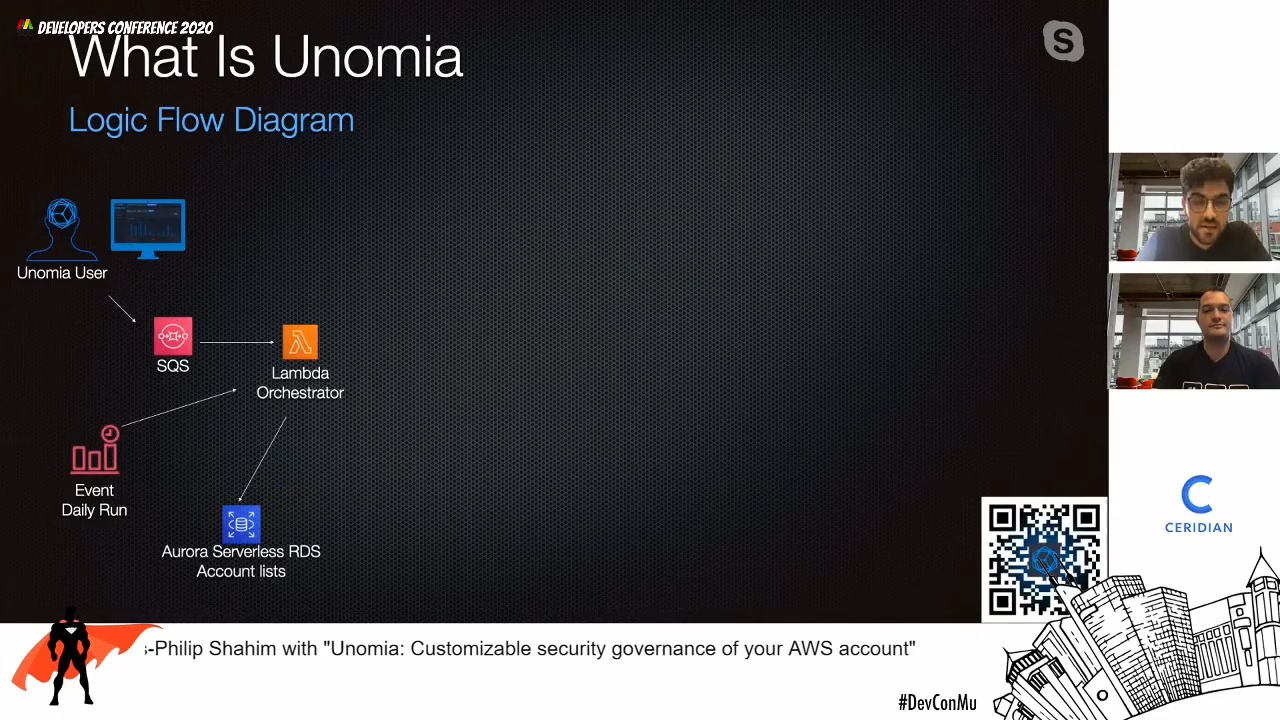 DEVELOPERS CONFERENCE 2020
What Is Unomia
Logic Flow Diagram
S
Unomia User
SQS
Lambda
Orchestrator
Event
Daily Run
Aurora Serverless RDS
Account lists
CERIDIAN
-Philip Shahim with "Unomia: Customizable security governance of your AWS account"
#DevConMu